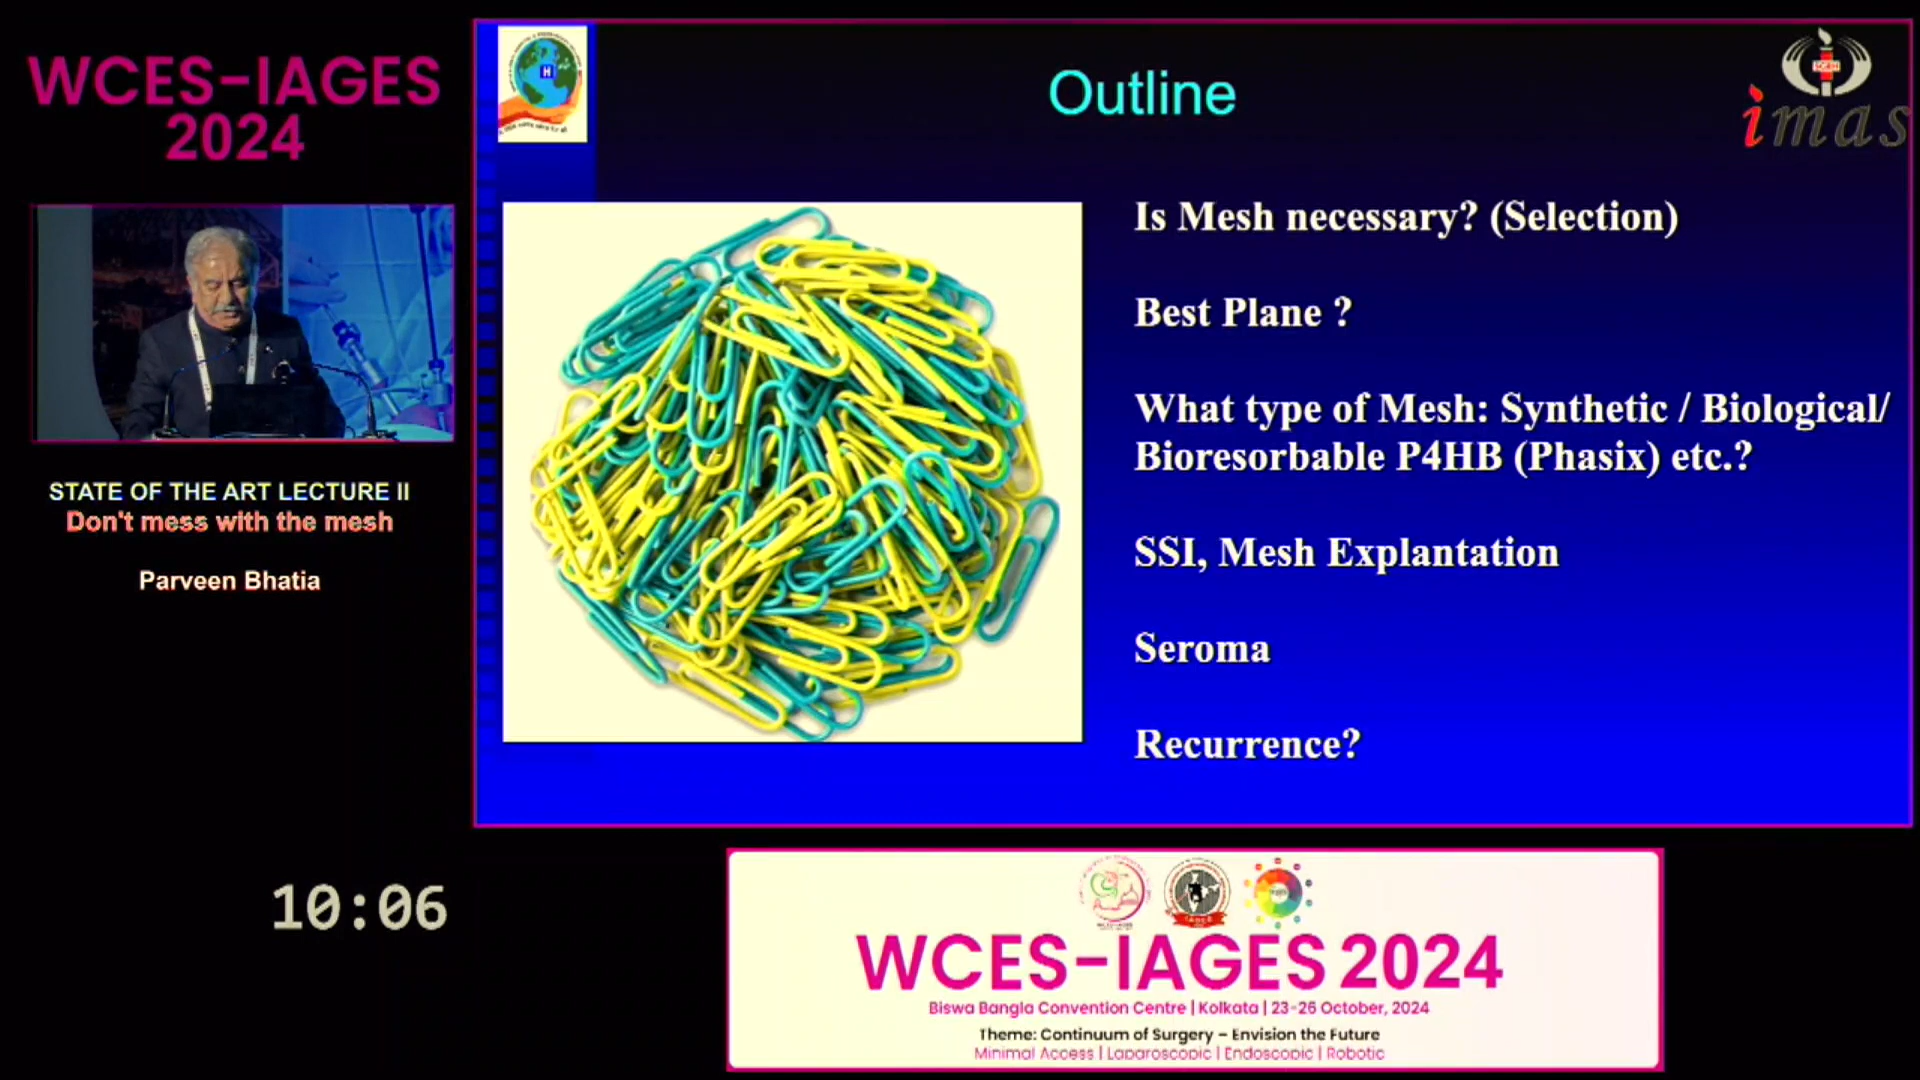 WCES-IAGES
2024
STATE OF THE ART LECTURE II
Don't mess with the mesh
Parveen Bhatia
10:06
H
Outline
imas
Is Mesh necessary? (Selection)
Best Plane ?
What type of Mesh: Synthetic / Biological/
Bioresorbable P4HB (Phasix) etc.?
SSI, Mesh Explantation
Seroma
Recurrence?
WCES-IAGES 2024
Biswa Bangla Convention Centre | Kolkata | 23-26 October, 2024
Theme: Continuum of Surgery – Envision the Future
Minimal Access | Laparoscopic | Endoscopic | Robotic